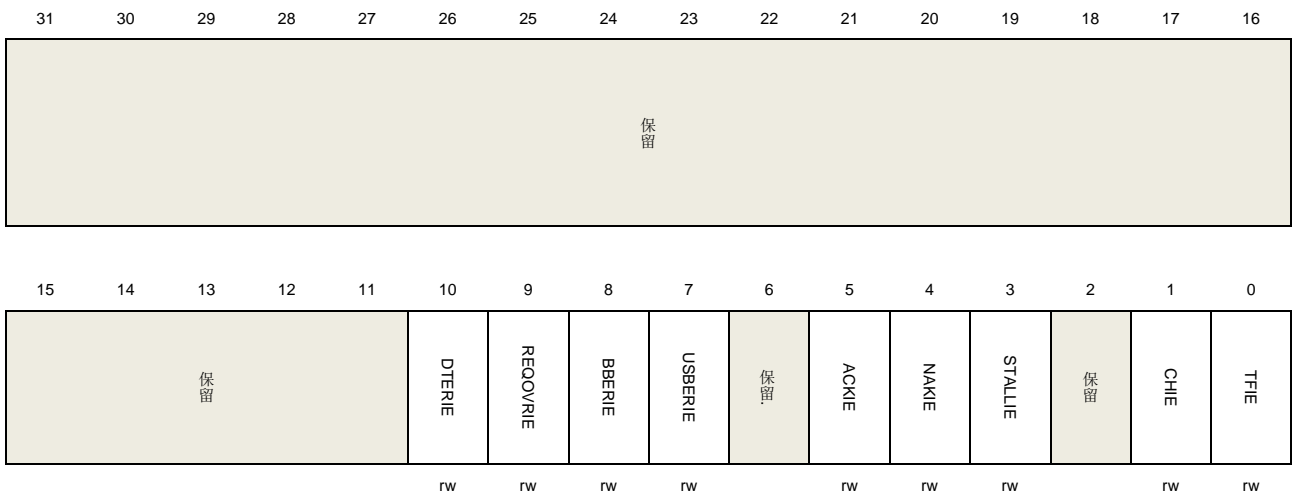 31 30 29 28 27 26 25 24 23 22 21 20 19 18 17 16
保留
15 14 13 12 11 10 9 8 7 6 5 4 3 2 1 0
保留 DTERIE REQOVRIE BBERIE USBERIE 保留. ACKIE NAKIE STALLIE 保留 CHIE TFIE
rw rw rw rw rw rw rw rw rw